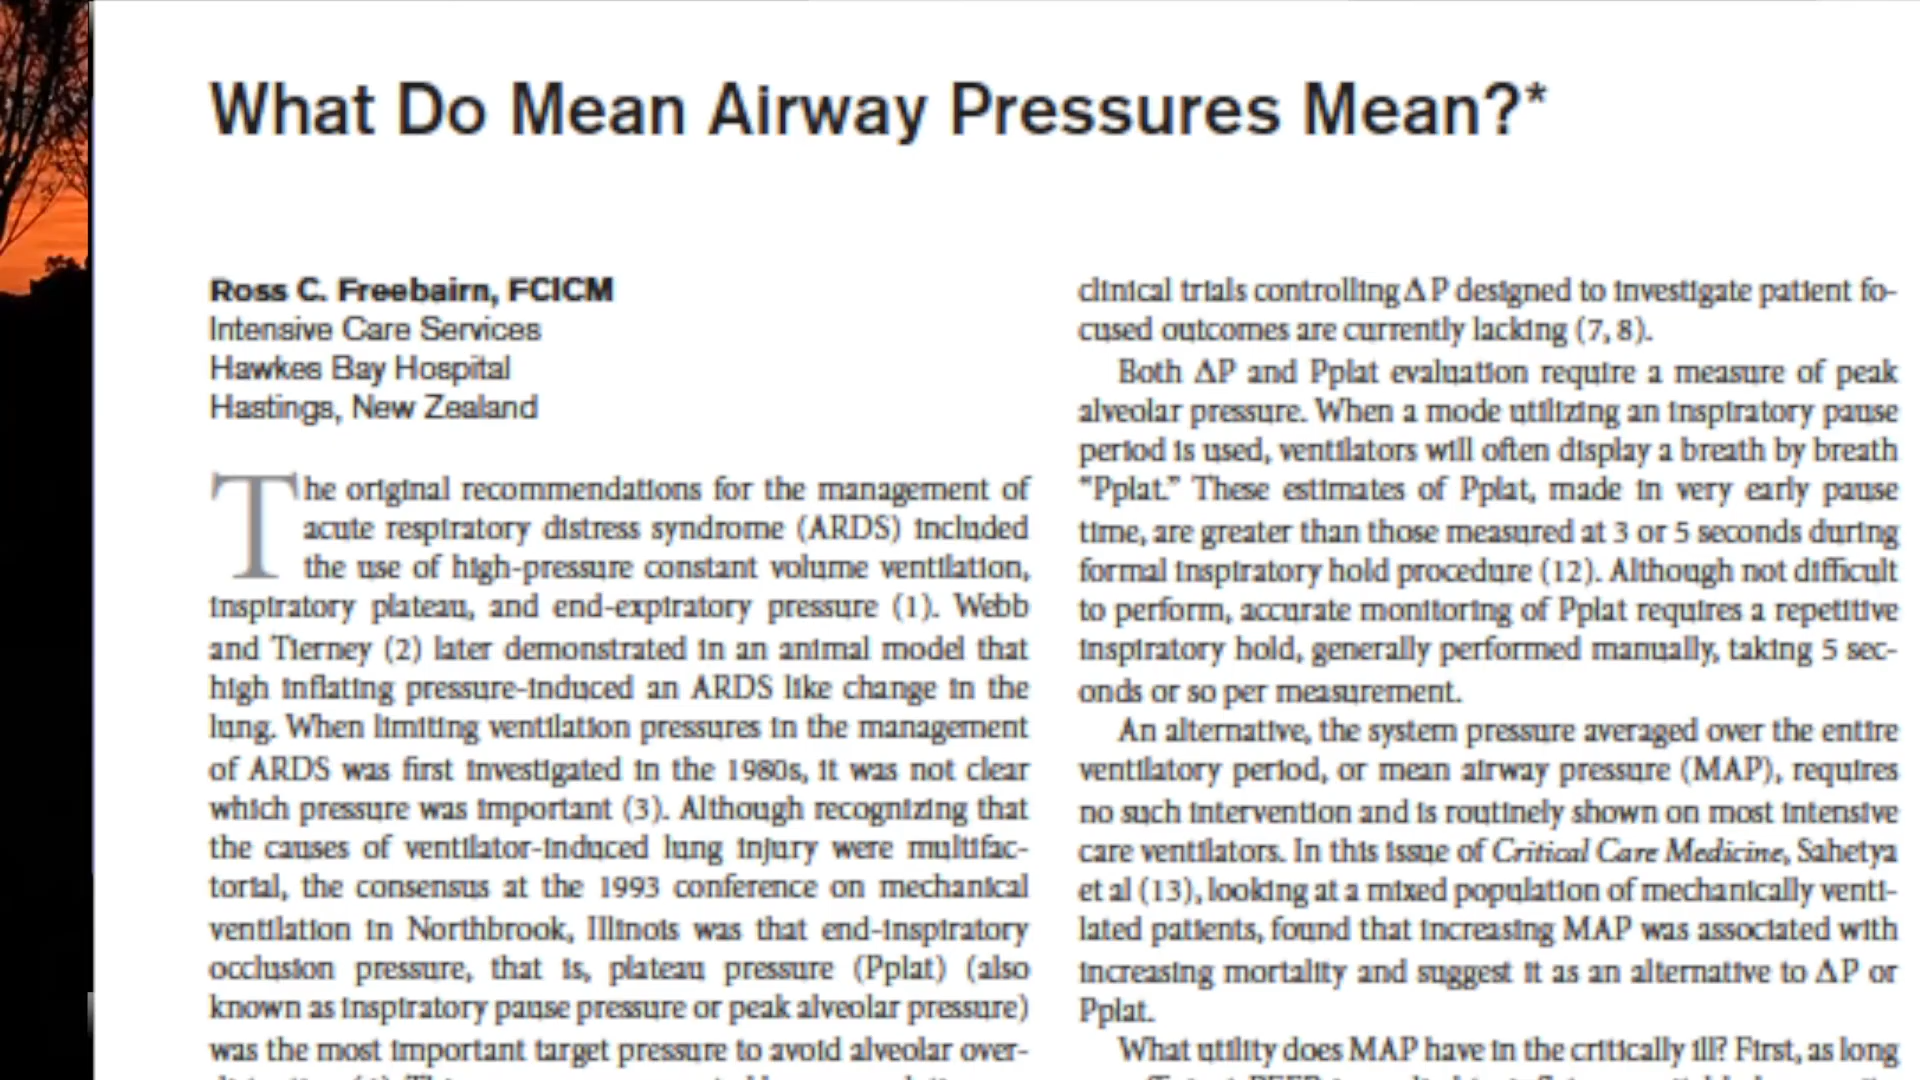 What Do Mean Airway Pressures Mean?*
Ross C. Freebairn, FCICM
Intensive Care Services
Hawkes Bay Hospital
Hastings, New Zealand
The original recommendations for the management of
acute respiratory distress syndrome (ARDS) included
the use of high-pressure constant volume ventilation,
inspiratory plateau, and end-expiratory pressure (1). Webb
and Tierney (2) later demonstrated in an animal model that
high inflating pressure-induced an ARDS like change in the
lung. When limiting ventilation pressures in the management
of ARDS was first investigated in the 1980s, it was not clear
which pressure was important (3). Although recognizing that
the causes of ventilator-induced lung injury were multifac-
torial, the consensus at the 1993 conference on mechanical
ventilation in Northbrook, Illinois was that end-inspiratory
occlusion pressure, that is, plateau pressure (Pplat) (also
known as inspiratory pause pressure or peak alveolar pressure)
was the most important target pressure to avoid alveolar over-
clinical trials controlling ΔP designed to investigate patient fo-
cused outcomes are currently lacking (7, 8).
Both ΔP and Pplat evaluation require a measure of peak
alveolar pressure. When a mode utilizing an inspiratory pause
period is used, ventilators will often display a breath by breath
“Pplat.” These estimates of Pplat, made in very early pause
time, are greater than those measured at 3 or 5 seconds during
formal inspiratory hold procedure (12). Although not difficult
to perform, accurate monitoring of Pplat requires a repetitive
inspiratory hold, generally performed manually, taking 5 sec-
onds or so per measurement.
An alternative, the system pressure averaged over the entire
ventilatory period, or mean airway pressure (MAP), requires
no such intervention and is routinely shown on most intensive
care ventilators. In this issue of Critical Care Medicine, Sahetya
et al (13), looking at a mixed population of mechanically venti-
lated patients, found that increasing MAP was associated with
increasing mortality and suggest it as an alternative to ΔP or
Pplat.
What utility does MAP have in the critically ill? First, as long